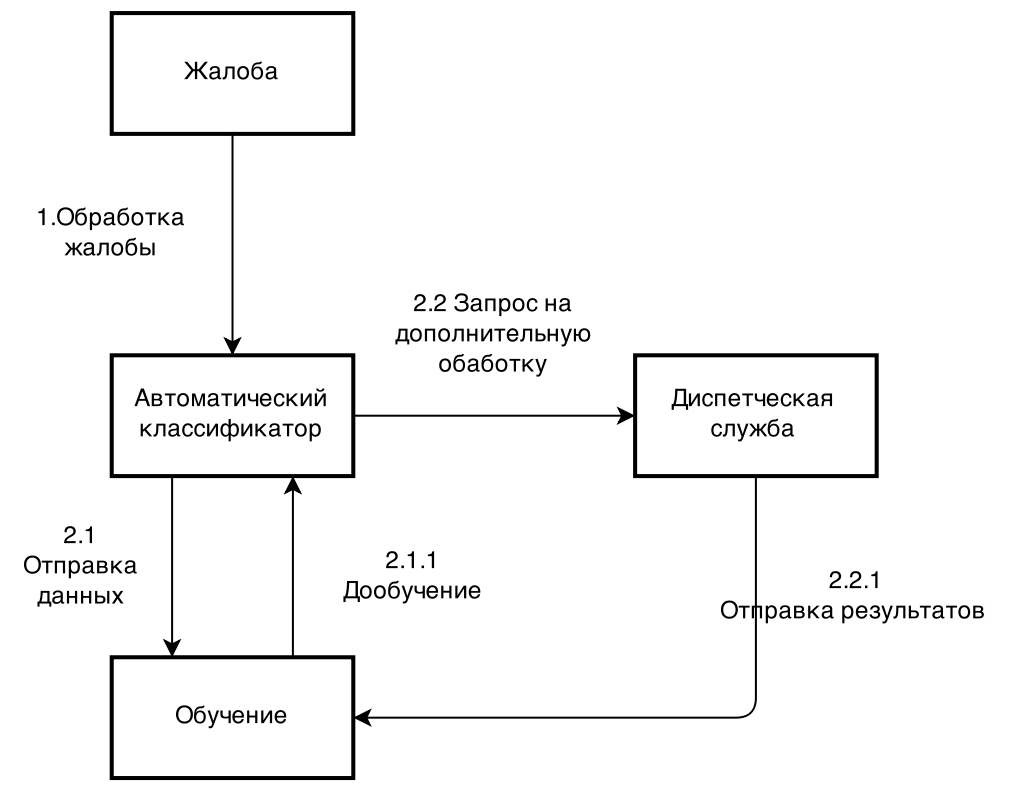 Жалоба
1.Обработка
жалобы
2.2 Запрос на
дополнительную
обаботку
Автоматический
классификатор
Диспетческая
служба
2.1
Отправка
данных
2.1.1
Дообучение
2.2.1
Отправка результатов
Обучение